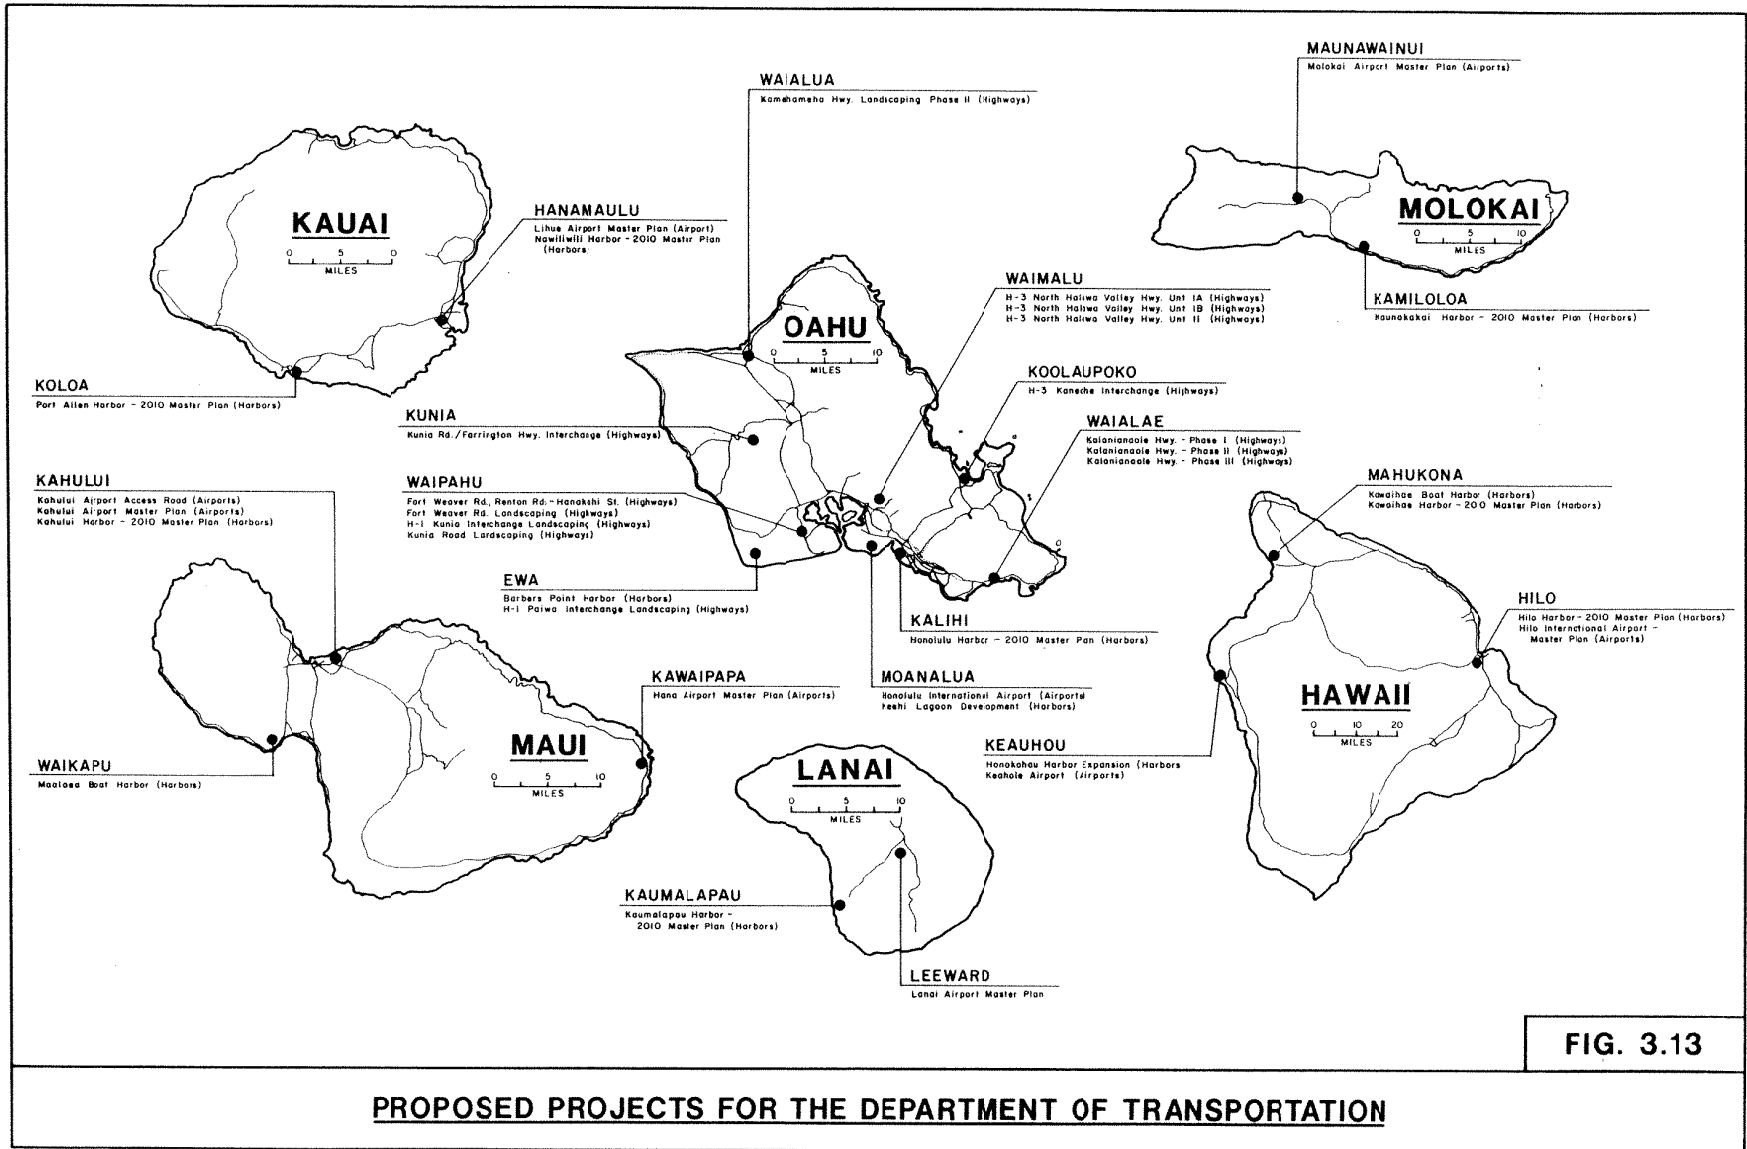 MAUNAWAINUI
Molokai Airport Master Plan (Airports)
WAIALUA
Kamehameha Hwy. Landscaping Phase II (Highways)
KAUAI
0 5 0
MILES
HANAMAULU
Lihue Airport Master Plan (Airport)
Nawiliwili Harbor - 2010 Master Plan
(Harbors
MOLOKAI
0 5 10
MILES
KAMILOLOA
Kaunakakai Harbor - 2010 Master Plan (Harbors)
OAHU
0 5 10
MILES
WAIMALU
H-3 North Halawa Valley Hwy. Unit IA (Highways)
H-3 North Halawa Valley Hwy. Unit IB (Highways)
H-3 North Halawa Valley Hwy. Unit II (Highways)
KOLOA
Port Allen Harbor - 2010 Master Plan (Harbors)
KOOLAUPOKO
H-3 Kaneohe Interchange (Highways)
KUNIA
Kunia Rd./Farrington Hwy. Interchange (Highways)
WAIALAE
Kalanianaole Hwy. - Phase I (Highways)
Kalanianaole Hwy. - Phase II (Highways)
Kalanianaole Hwy. - Phase III (Highways)
KAHULUI
Kahului Airport Access Road (Airports)
Kahului Airport Master Plan (Airports)
Kahului Harbor - 2010 Master Plan (Harbors)
WAIPAHU
Fort Weaver Rd., Renton Rd.- St. (Highways)
Fort Weaver Rd. Landscaping (Highways)
H-1 Kunia Interchange Landscaping (Highways)
Kunia Road Landscaping (Highways)
MAHUKONA
Kawaihae Boat Harbor (Harbors)
Kawaihae Harbor - 2010 Master Plan (Harbors)
EWA
Barbers Point Harbor (Harbors)
H-1 Paiwa Interchange Landscaping (Highways)
KALIHI
Honolulu Harbor - 2010 Master Plan (Harbors)
HILO
Hilo Harbor - 2010 Master Plan (Harbors)
Hilo International Airport -
Master Plan (Airports)
KAWAIPAPA
Hana Airport Master Plan (Airports)
MOANALUA
Honolulu International Airport (Airports)
Keehi Lagoon Development (Harbors)
HAWAII
0 10 20
MILES
MAUI
0 5 10
MILES
WAIKAPU
Maalaea Boat Harbor (Harbors)
LANAI
0 5 10
MILES
KEAUHOU
Honokohau Harbor Expansion (Harbors
Keahole Airport (Airports)
KAUMALAPAU
Kaumalapau Harbor -
2010 Master Plan (Harbors)
LEEWARD
Lanai Airport Master Plan
FIG. 3.13
PROPOSED PROJECTS FOR THE DEPARTMENT OF TRANSPORTATION